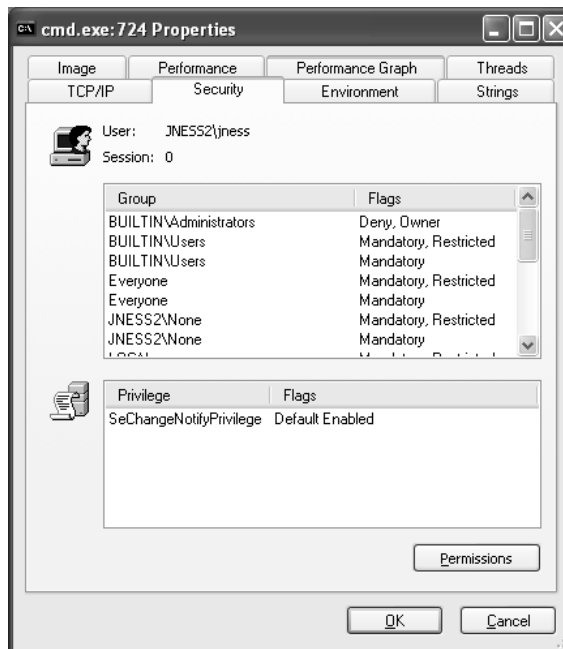 cmd.exe:724 Properties
Image Performance Performance Graph Threads
TCP/IP Security Environment Strings
User: JNESS2\jness
Session: 0
Group Flags
BUILTIN\Administrators Deny, Owner
BUILTIN\Users Mandatory, Restricted
BUILTIN\Users Mandatory
Everyone Mandatory, Restricted
Everyone Mandatory
JNESS2\None Mandatory, Restricted
JNESS2\None Mandatory
Privilege Flags
SeChangeNotifyPrivilege Default Enabled
Permissions
OK Cancel